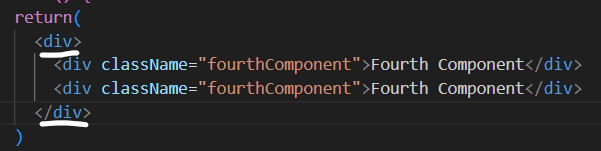 return(
<div>
<div className="fourthComponent">Fourth Component</div>
<div className="fourthComponent">Fourth Component</div>
</div>
)